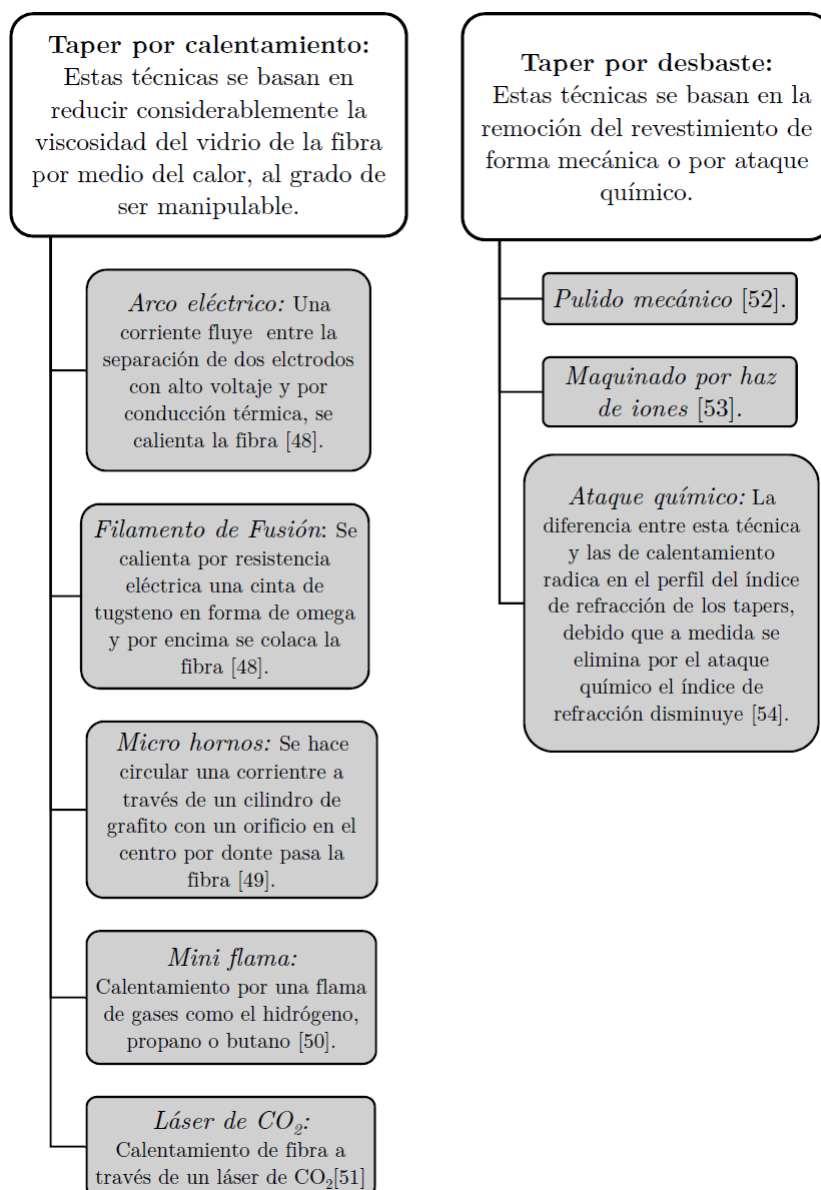 Taper por calentamiento:
Estas técnicas se basan en
reducir considerablemente la
viscosidad del vidrio de la fibra
por medio del calor, al grado de
ser manipulable.
Arco eléctrico: Una
corriente fluye entre la
separación de dos elctrodos
con alto voltaje y por
conducción térmica, se
calienta la fibra [48].
Filamento de Fusión: Se
calienta por resistencia
eléctrica una cinta de
tugsteno en forma de omega
y por encima se colaca la
fibra [48].
Micro hornos: Se hace
circular una corrientre a
través de un cilindro de
grafito con un orificio en el
centro por donte pasa la
fibra [49].
Mini flama:
Calentamiento por una flama
de gases como el hidrógeno,
propano o butano [50].
Láser de CO₂:
Calentamiento de fibra a
través de un láser de CO₂[51]
Taper por desbaste:
Estas técnicas se basan en la
remoción del revestimiento de
forma mecánica o por ataque
químico.
Pulido mecánico [52].
Maquinado por haz
de iones [53].
Ataque químico: La
diferencia entre esta técnica
y las de calentamiento
radica en el perfil del índice
de refracción de los tapers,
debido que a medida se
elimina por el ataque
químico el índice de
refracción disminuye [54].